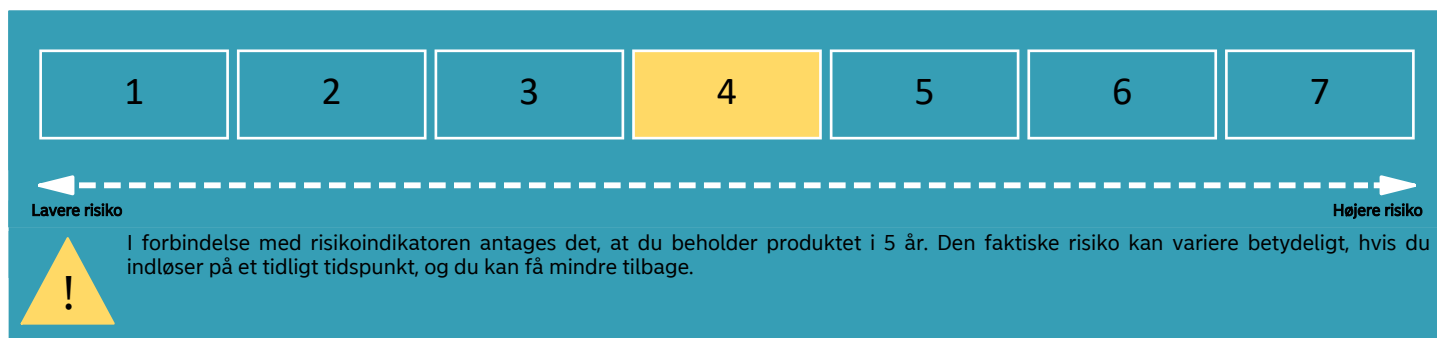 1 2 3 4 5 6 7
Lavere risiko Højere risiko
I forbindelse med risikoindikatoren antages det, at du beholder produktet i 5 år. Den faktiske risiko kan variere betydeligt, hvis du
indløser på et tidligt tidspunkt, og du kan få mindre tilbage.
!